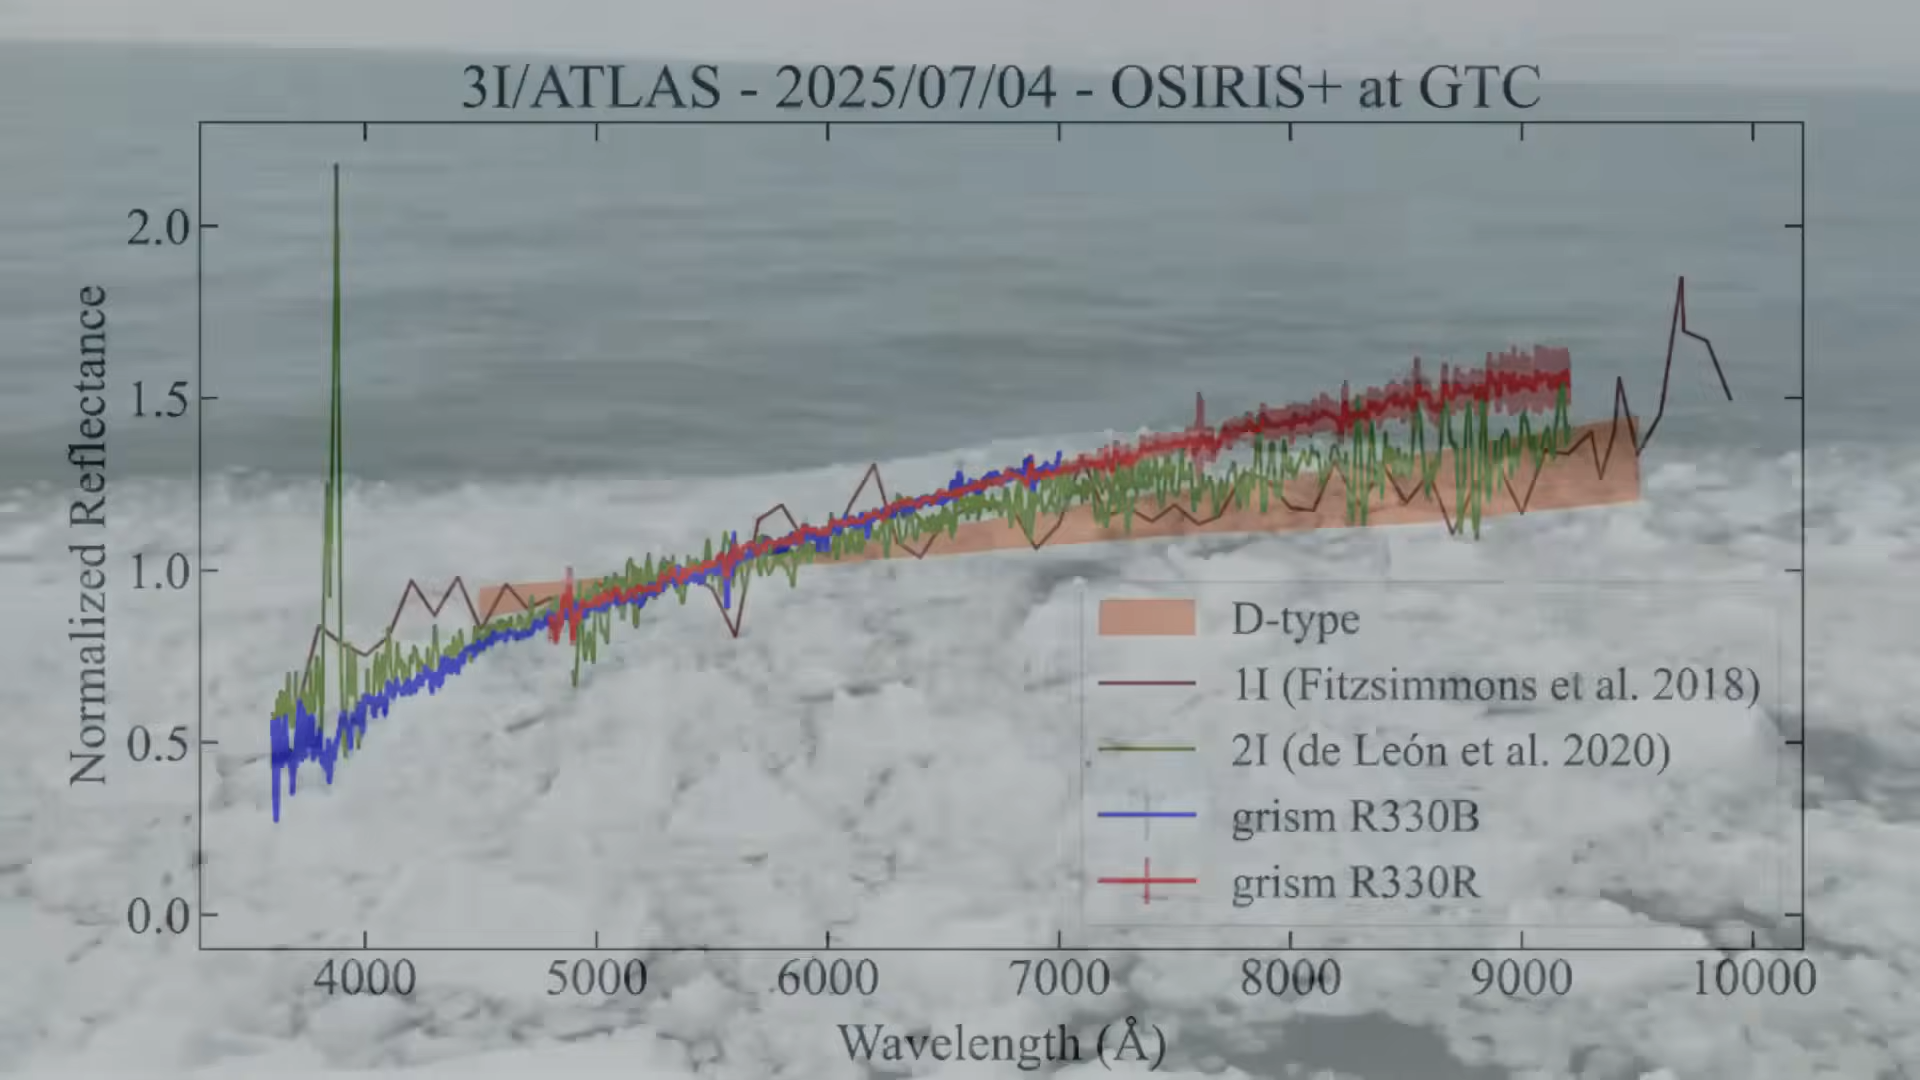 3I/ATLAS - 2025/07/04 - OSIRIS+ at GTC
Normalized Reflectance
2.0
1.5
1.0
0.5
0.0
D-type
1I (Fitzsimmons et al. 2018)
2I (de León et al. 2020)
grism R330B
grism R330R
4000 5000 6000 7000 8000 9000 10000
Wavelength (Å)